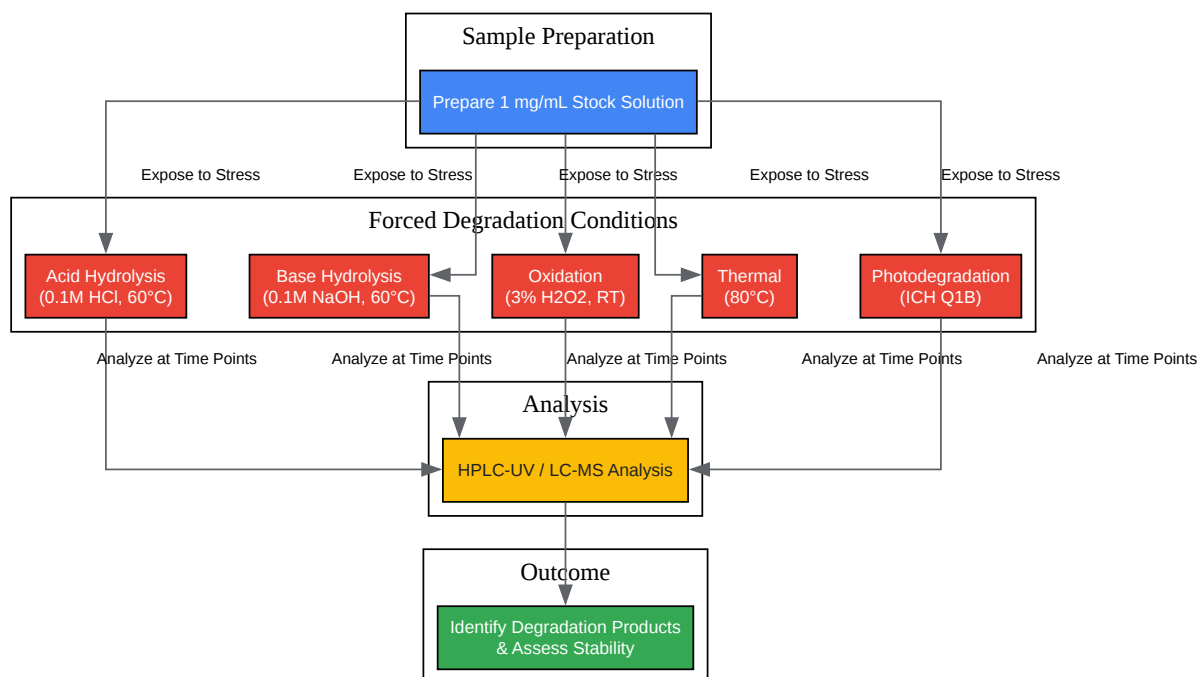 Sample Preparation
Prepare 1 mg/mL Stock Solution
Expose to Stress
Expose to Stress
Expose to Stress
Expose to Stress
Expose to Stress
Forced Degradation Conditions
Acid Hydrolysis
(0.1M HCl, 60°C)
Base Hydrolysis
(0.1M NaOH, 60°C)
Oxidation
(3% H2O2, RT)
Thermal
(80°C)
Photodegradation
(ICH Q1B)
Analyze at Time Points
Analyze at Time Points
Analyze at Time Points
Analyze at Time Points
Analyze at Time Points
Analysis
HPLC-UV / LC-MS Analysis
Outcome
Identify Degradation Products
& Assess Stability